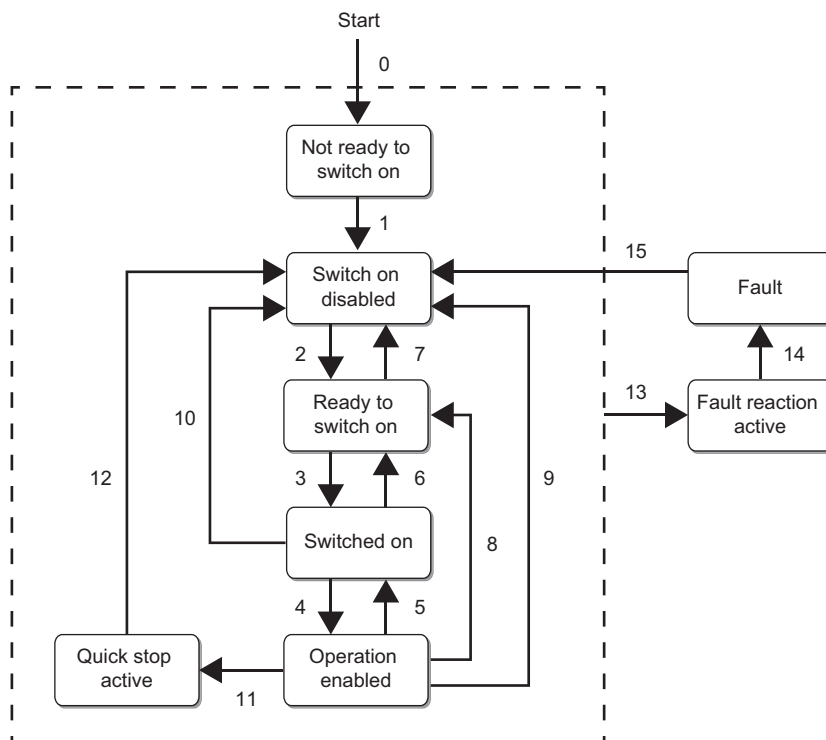 Start
0
Not ready to
switch on
1
Switch on
disabled
15
Fault
2
7
14
10
Ready to
switch on
13
Fault reaction
active
12
3
6
9
Switched on
8
4
5
Quick stop
active
11
Operation
enabled